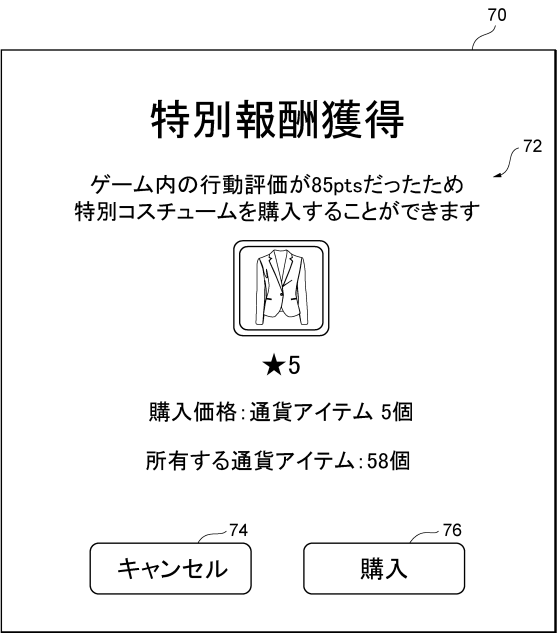 70
特別報酬獲得
72
ゲーム内の行動評価が85ptsだったため
特別コスチュームを購入することができます
★5
購入価格:通貨アイテム 5個
所有する通貨アイテム:58個
74
76
キャンセル
購入